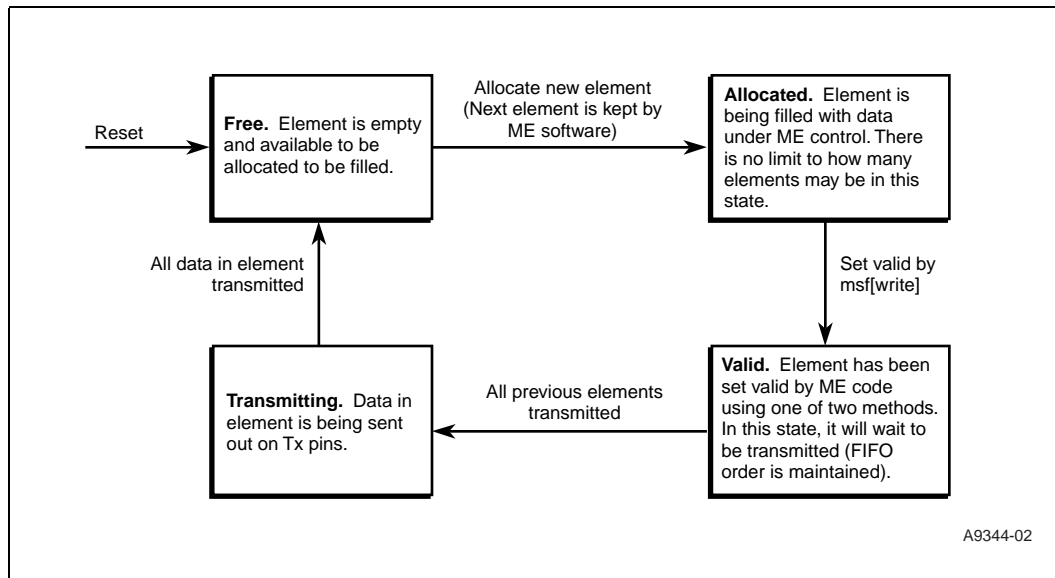 Reset
Free. Element is empty
and available to be
allocated to be filled.
Allocate new element
(Next element is kept by
ME software)
Allocated. Element is
being filled with data
under ME control. There
is no limit to how many
elements may be in this
state.
Set valid by
msf[write]
Valid. Element has been
set valid by ME code
using one of two methods.
In this state, it will wait to
be transmitted (FIFO
order is maintained).
All previous elements
transmitted
Transmitting. Data in
element is being sent
out on Tx pins.
All data in element
transmitted
A9344-02